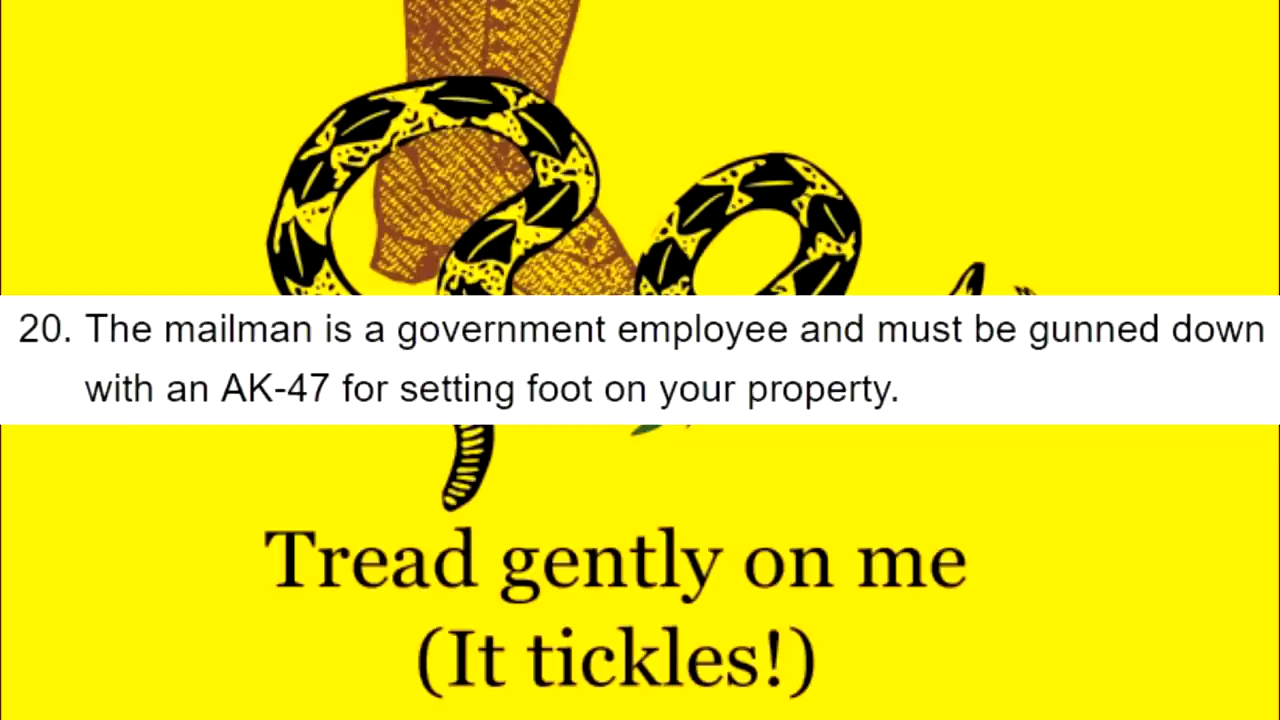 20. The mailman is a government employee and must be gunned down
with an AK-47 for setting foot on your property.
Tread gently on me
(It tickles!)